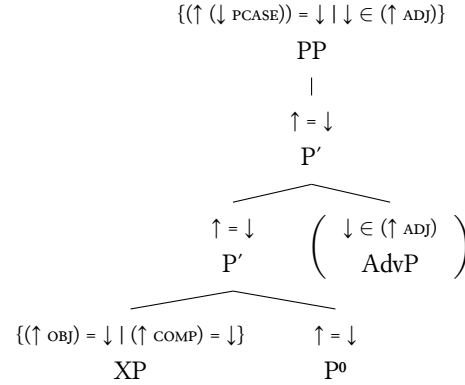 {(↑ (↓ PCASE)) = ↓ | ↓ ∈ (↑ ADJ)}
PP
↑ = ↓
P′
↑ = ↓ ( ↓ ∈ (↑ ADJ) )
P′ AdvP
{(↑ OBJ) = ↓ | (↑ COMP) = ↓} ↑ = ↓
XP P⁰